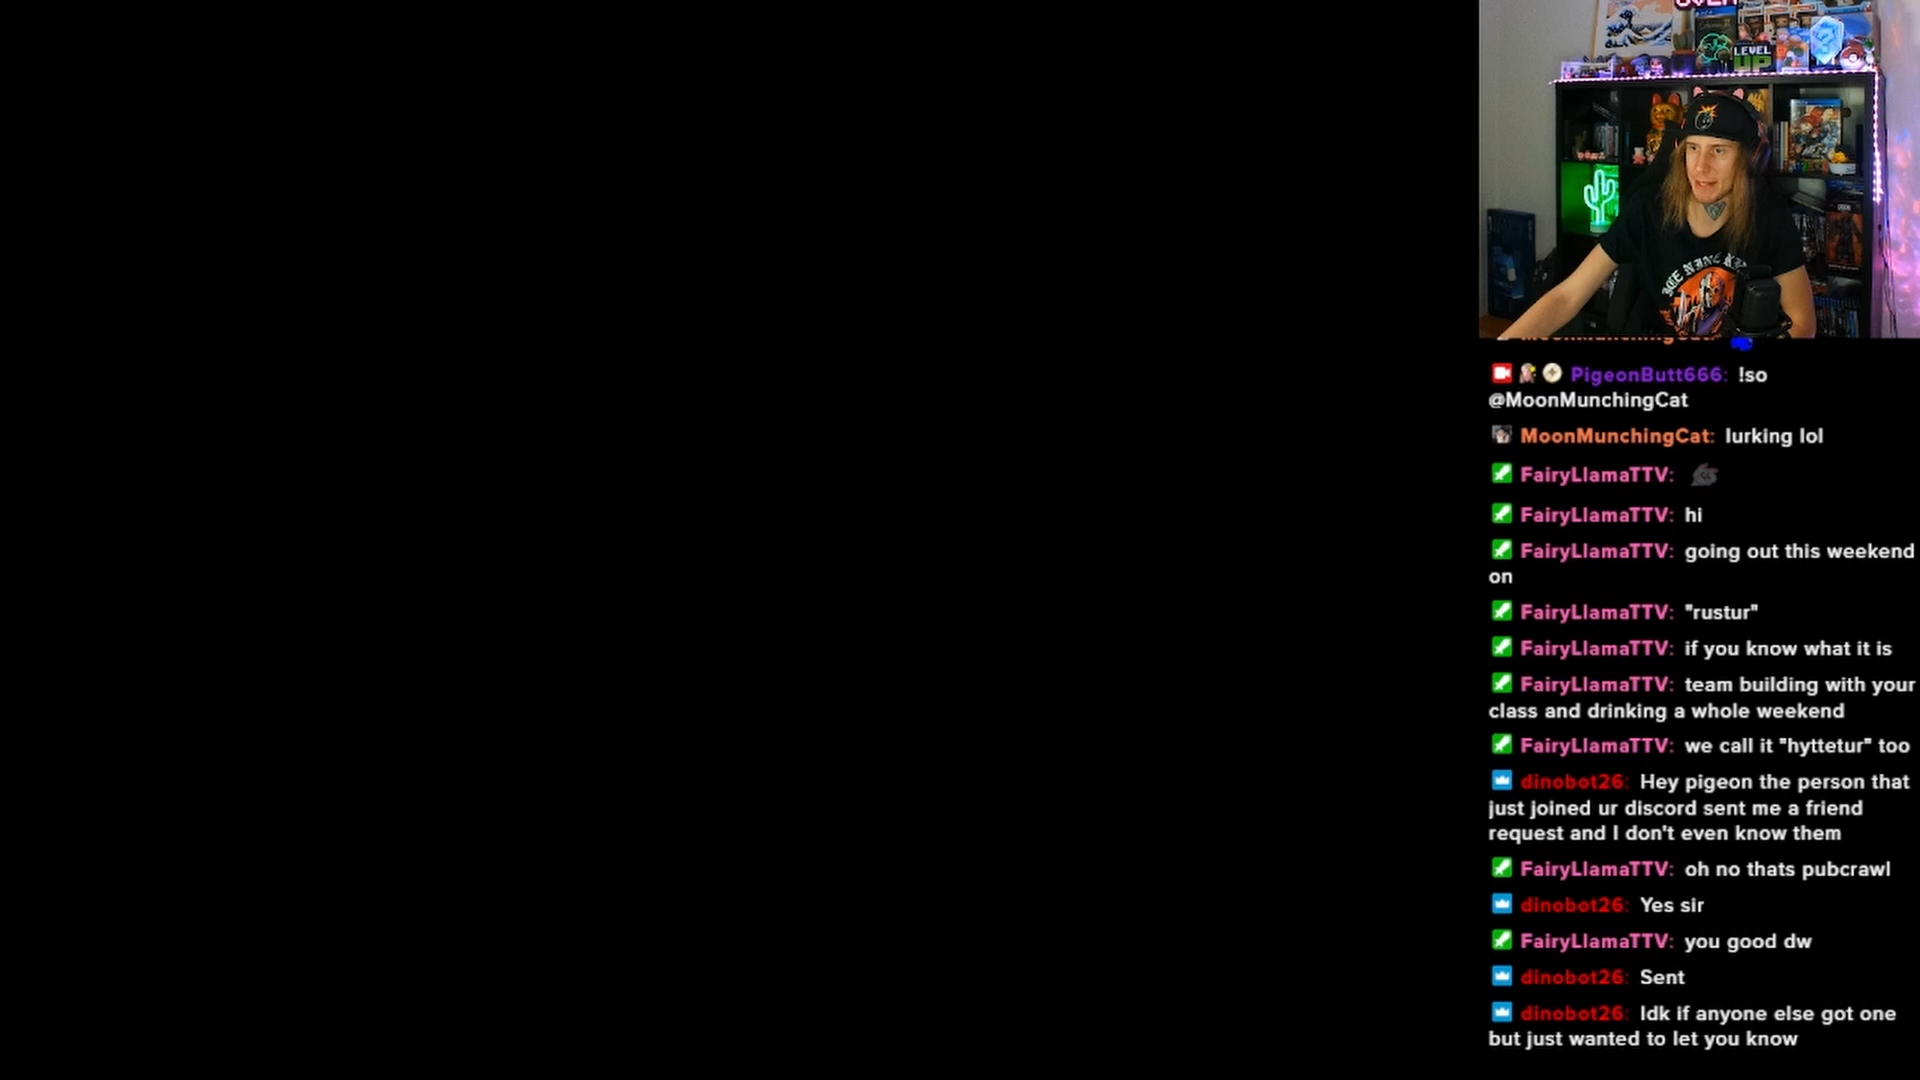 LEVEL
UP
ICE NINE K
PigeonButt666: !so
@MoonMunchingCat
MoonMunchingCat: lurking lol
FairyLlamaTTV:
FairyLlamaTTV: hi
FairyLlamaTTV: going out this weekend
on
FairyLlamaTTV: "rustur"
FairyLlamaTTV: if you know what it is
FairyLlamaTTV: team building with your
class and drinking a whole weekend
FairyLlamaTTV: we call it "hyttetur" too
dinobot26: Hey pigeon the person that
just joined ur discord sent me a friend
request and I don't even know them
FairyLlamaTTV: oh no thats pubcrawl
dinobot26: Yes sir
FairyLlamaTTV: you good dw
dinobot26: Sent
dinobot26: Idk if anyone else got one
but just wanted to let you know